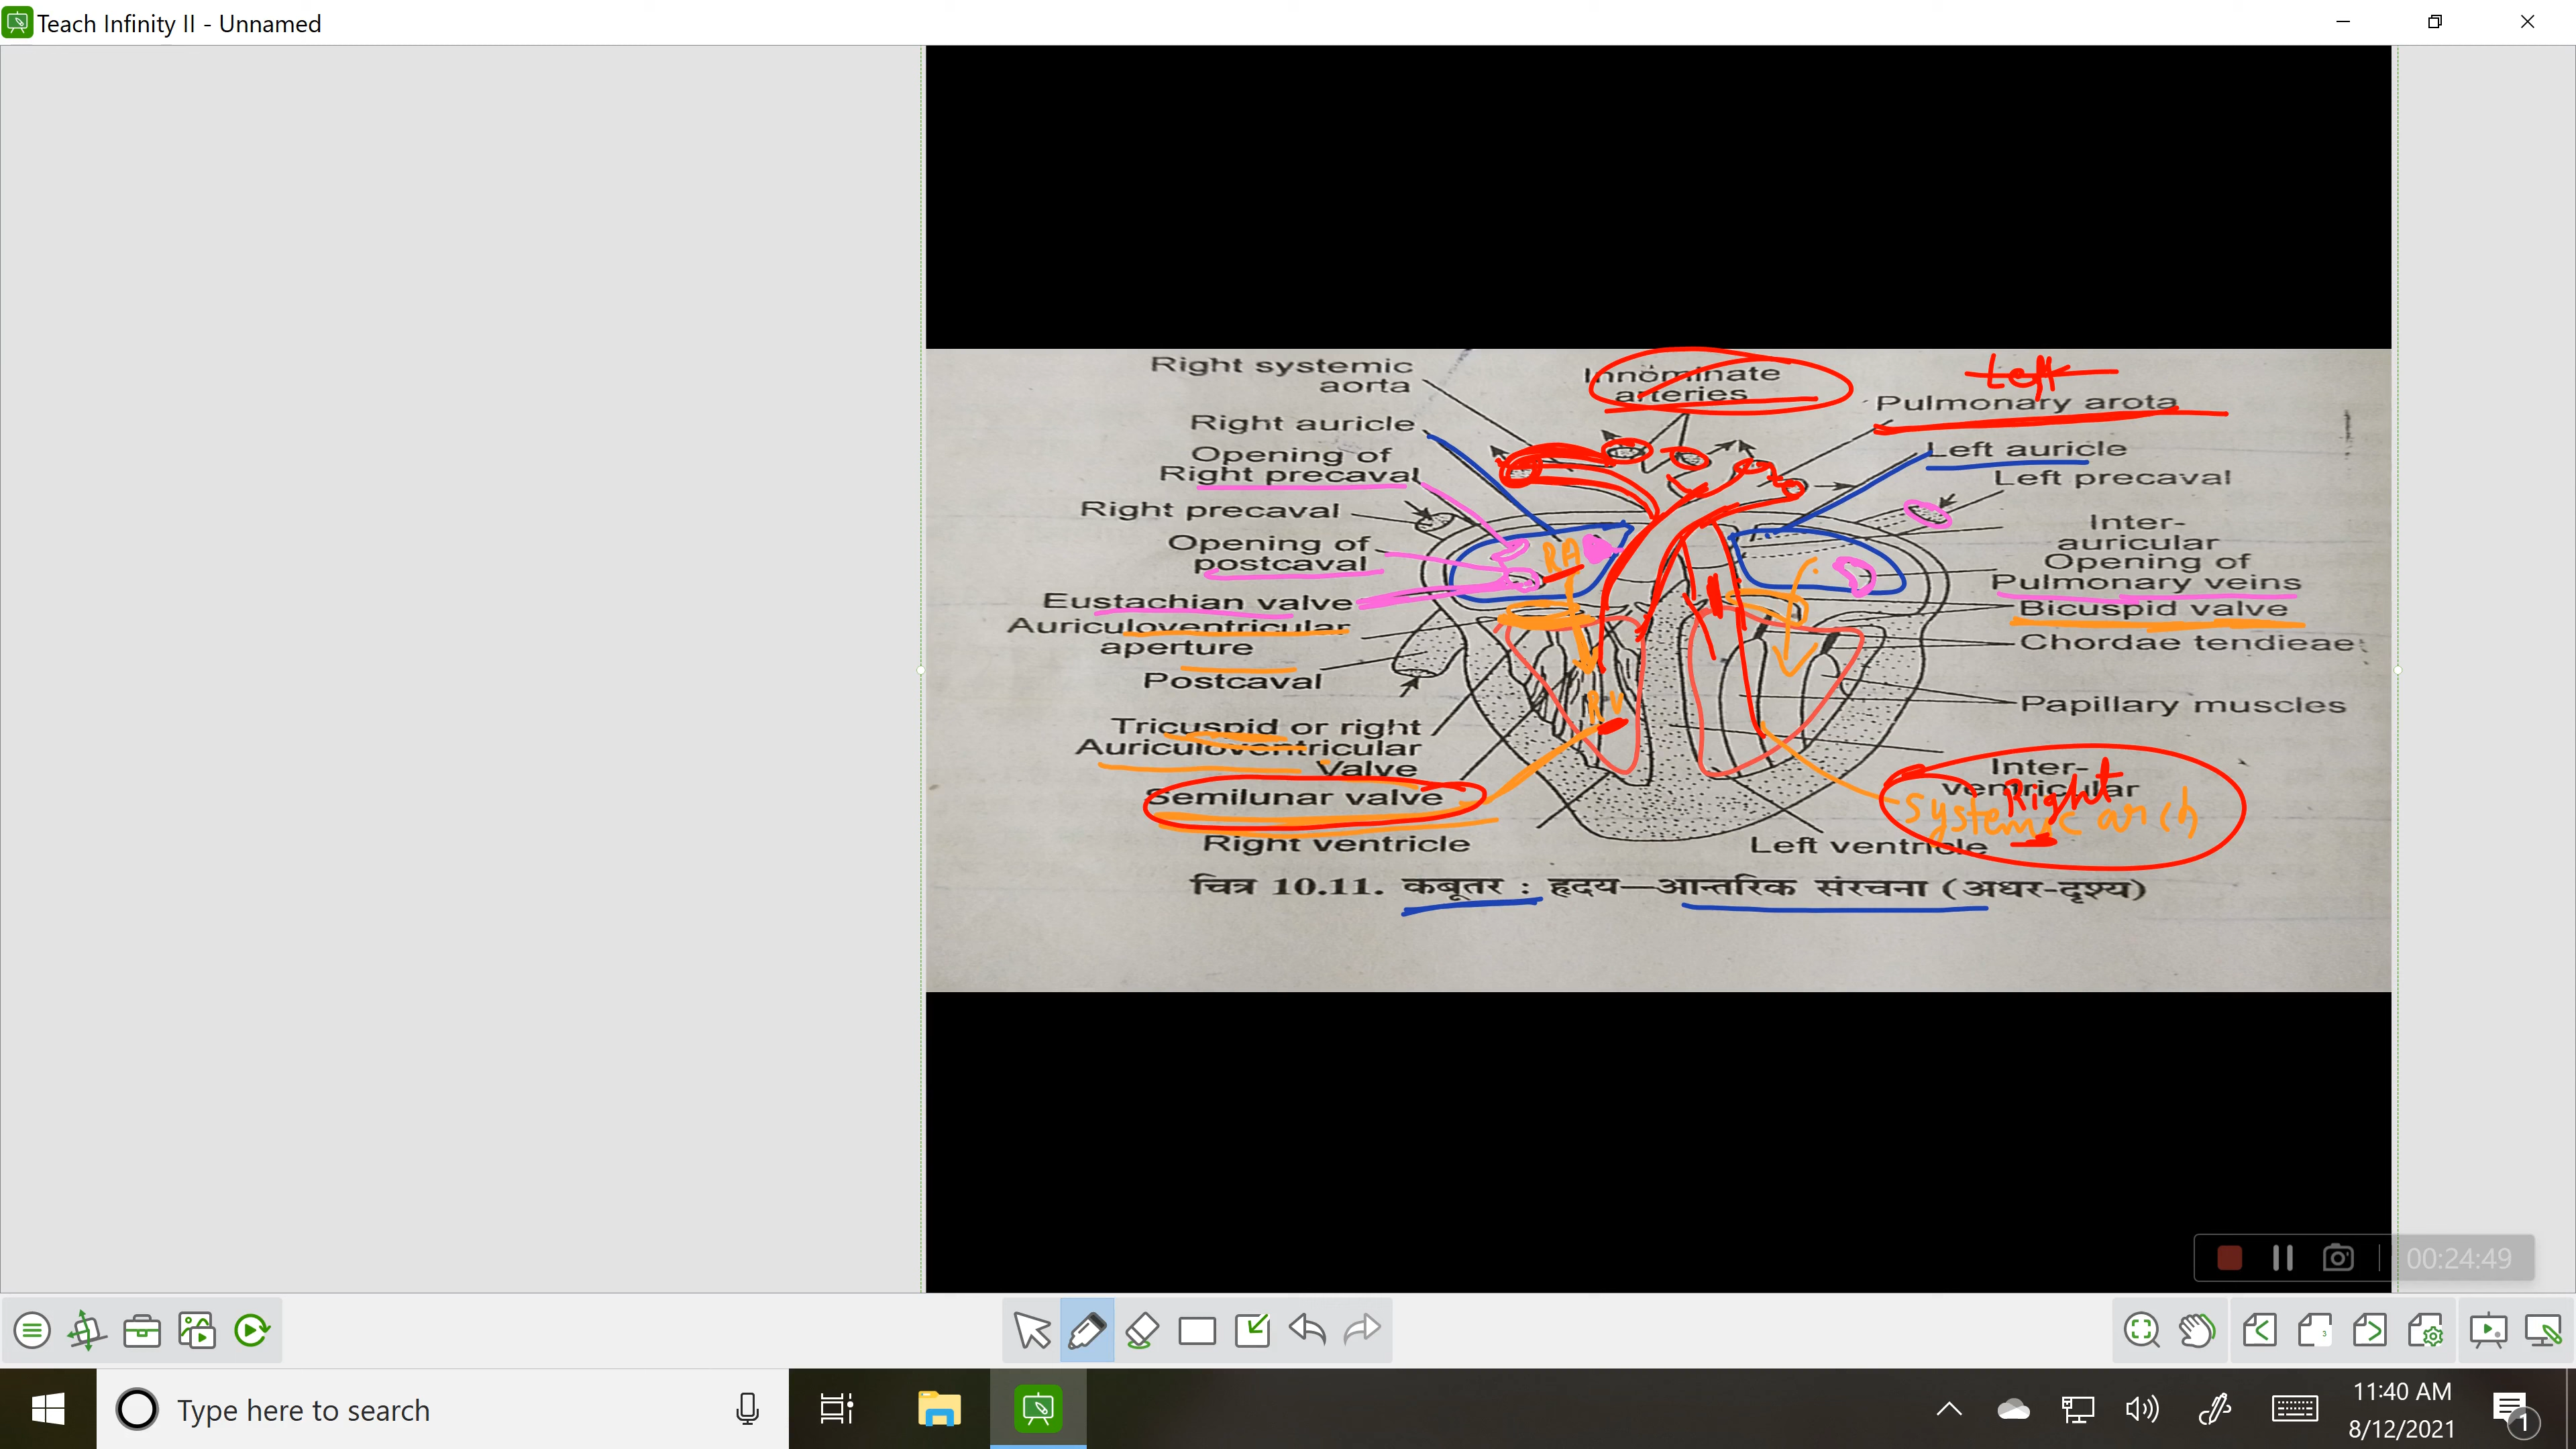 Teach Infinity II - Unnamed
Right systemic
aorta
Right auricle
Opening of
Right precaval
Right precaval
Opening of
postcaval
Eustachian valve
Auriculoventricular
aperture
Postcaval
Tricuspid or right
Auriculoventricular
Valve
Semilunar valve
Right ventricle
Innominate
arteries
Left
Pulmonary arota
Left auricle
Left precaval
Inter-
auricular
Opening of
Pulmonary veins
Bicuspid valve
Chordae tendieae
Papillary muscles
Inter-
ventricular
Right
Systemic arch
Left ventricle
RA
RV
चित्र 10.11. कबूतर : हृदय—आन्तरिक संरचना (अधर-दृश्य)
00:24:49
3
Type here to search
11:40 AM
8/12/2021
1